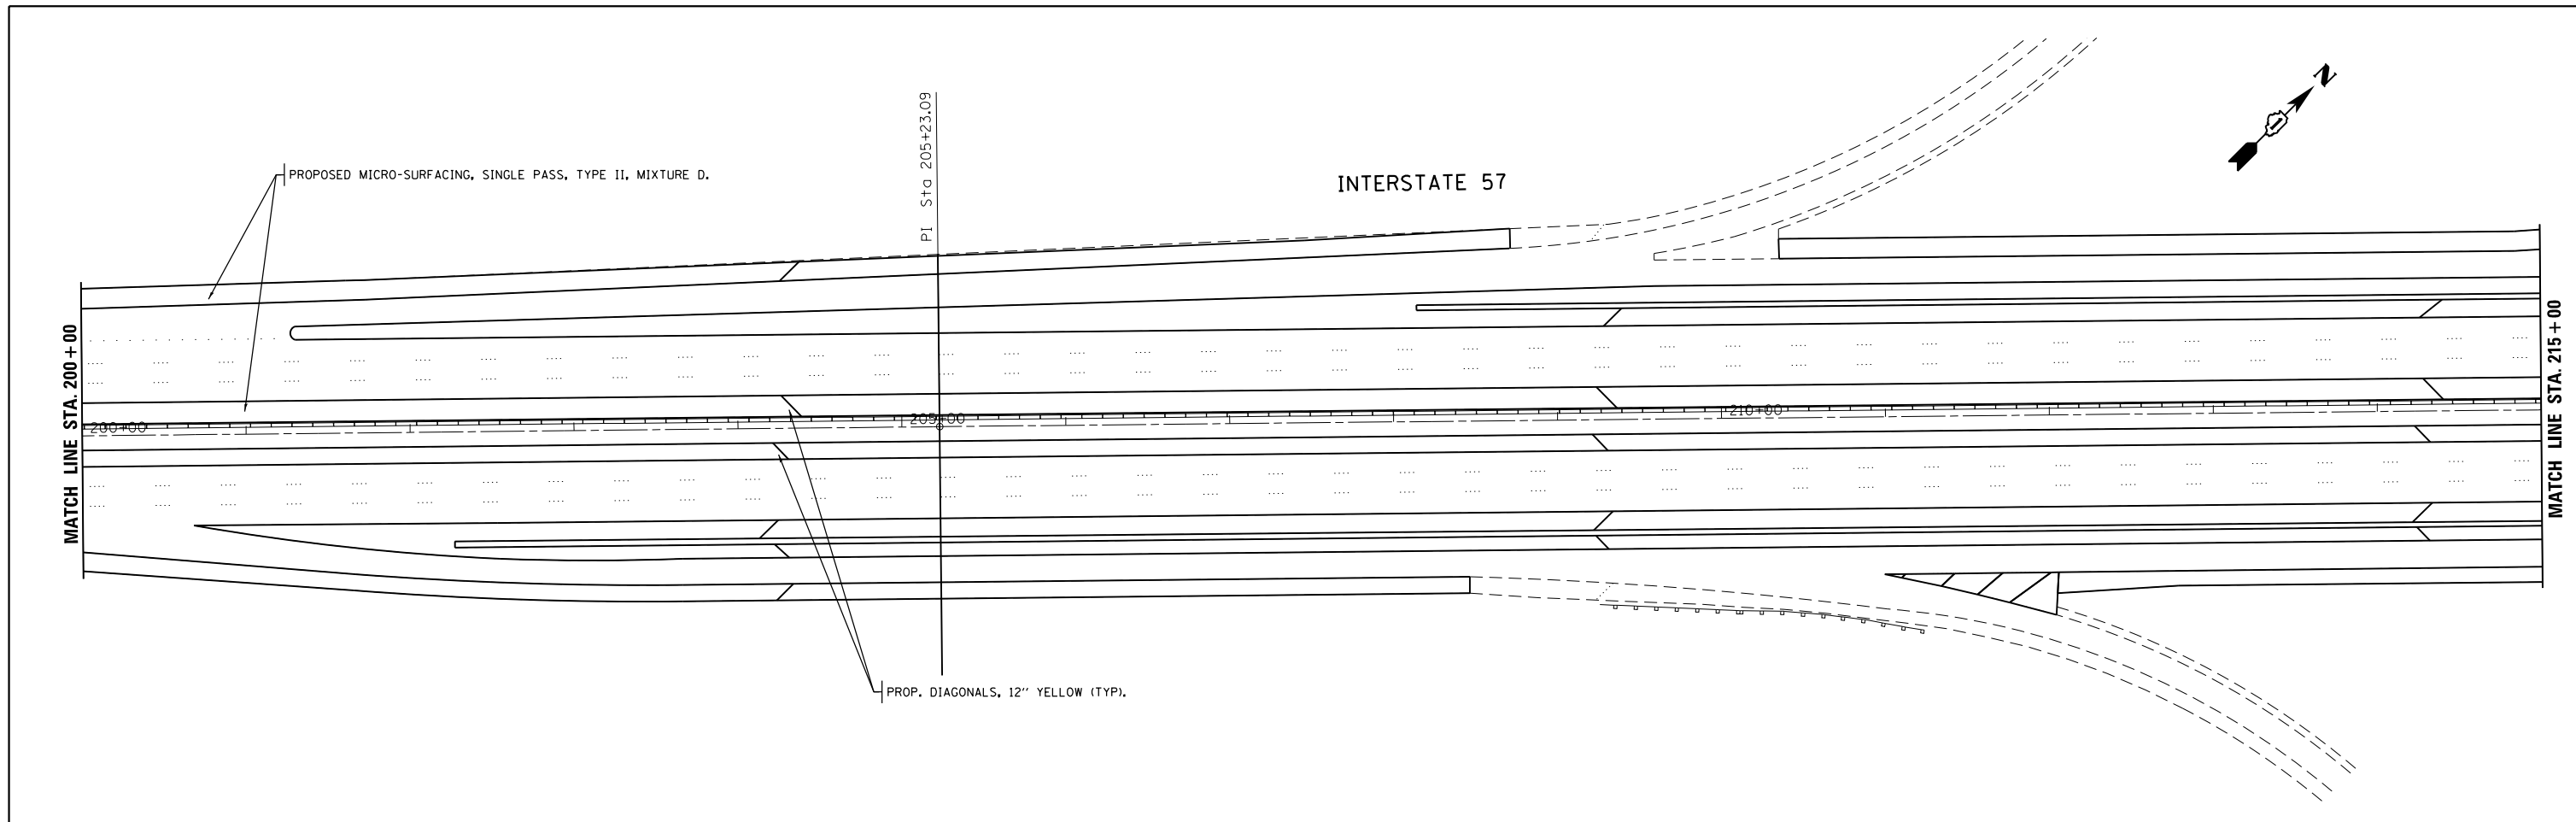 N
PI Sta 205+23.09
PROPOSED MICRO-SURFACING, SINGLE PASS, TYPE II, MIXTURE D.
INTERSTATE 57
MATCH LINE STA. 200+00
MATCH LINE STA. 215+00
200+00
205+00
210+00
PROP. DIAGONALS, 12'' YELLOW (TYP).